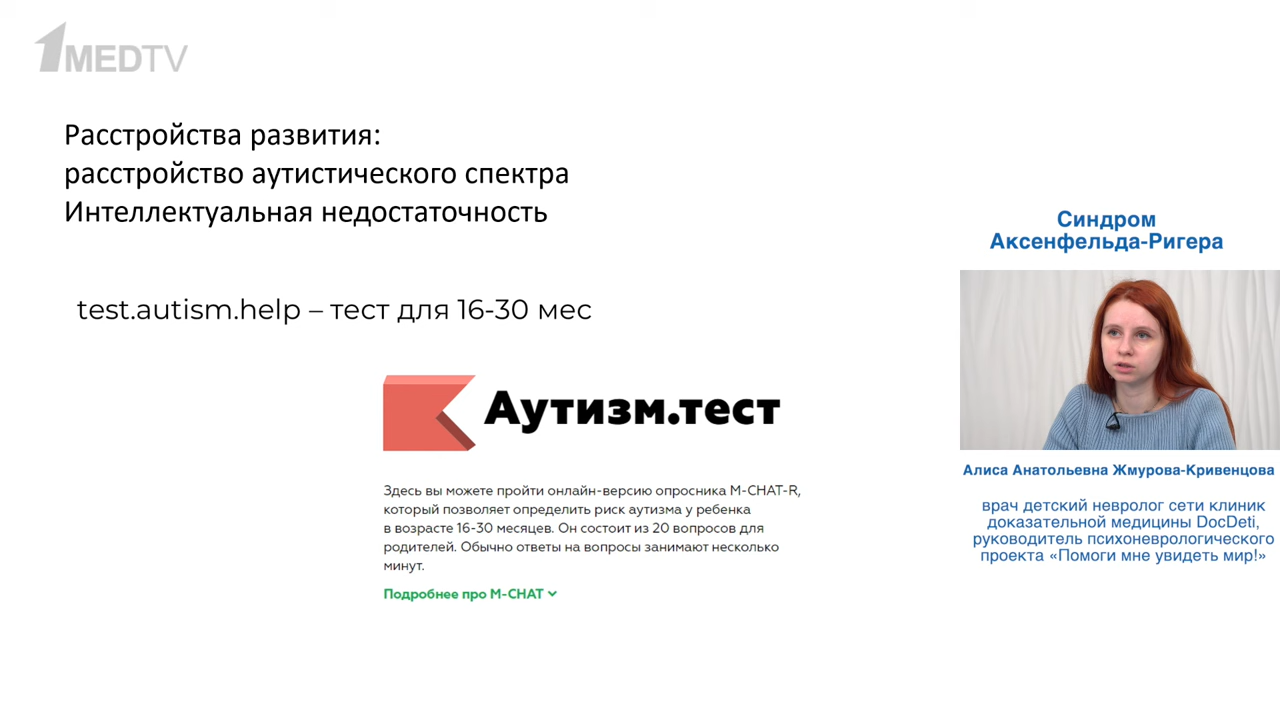 1MEDTV
Расстройства развития:
расстройство аутистического спектра
Интеллектуальная недостаточность
test.autism.help – тест для 16-30 мес
Аутизм.тест
Здесь вы можете пройти онлайн-версию опросника M-CHAT-R,
который позволяет определить риск аутизма у ребенка
в возрасте 16-30 месяцев. Он состоит из 20 вопросов для
родителей. Обычно ответы на вопросы занимают несколько
минут.
Подробнее про M-CHAT
Синдром
Аксенфельда-Ригера
Алиса Анатольевна Жмурова-Кривенцова
врач детский невролог сети клиник
доказательной медицины DocDeti,
руководитель психоневрологического
проекта «Помоги мне увидеть мир!»